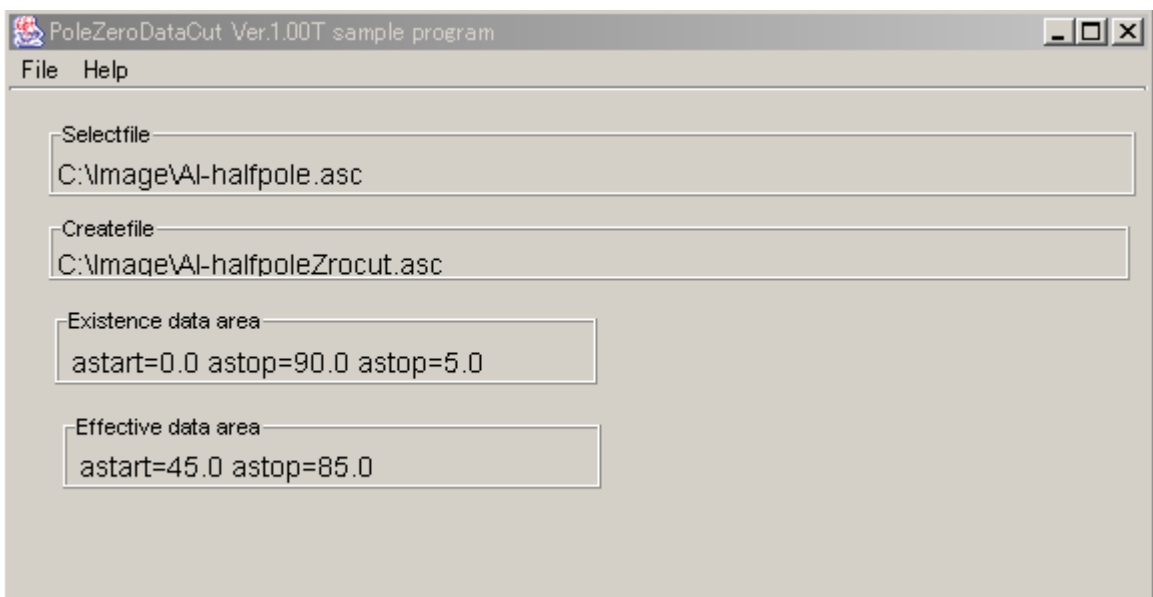 PoleZeroDataCut Ver.1.00T sample program
File Help
Selectfile
C:\Image\Al-halfpole.asc
Createfile
C:\Image\Al-halfpoleZrocut.asc
Existence data area
astart=0.0 astop=90.0 astop=5.0
Effective data area
astart=45.0 astop=85.0